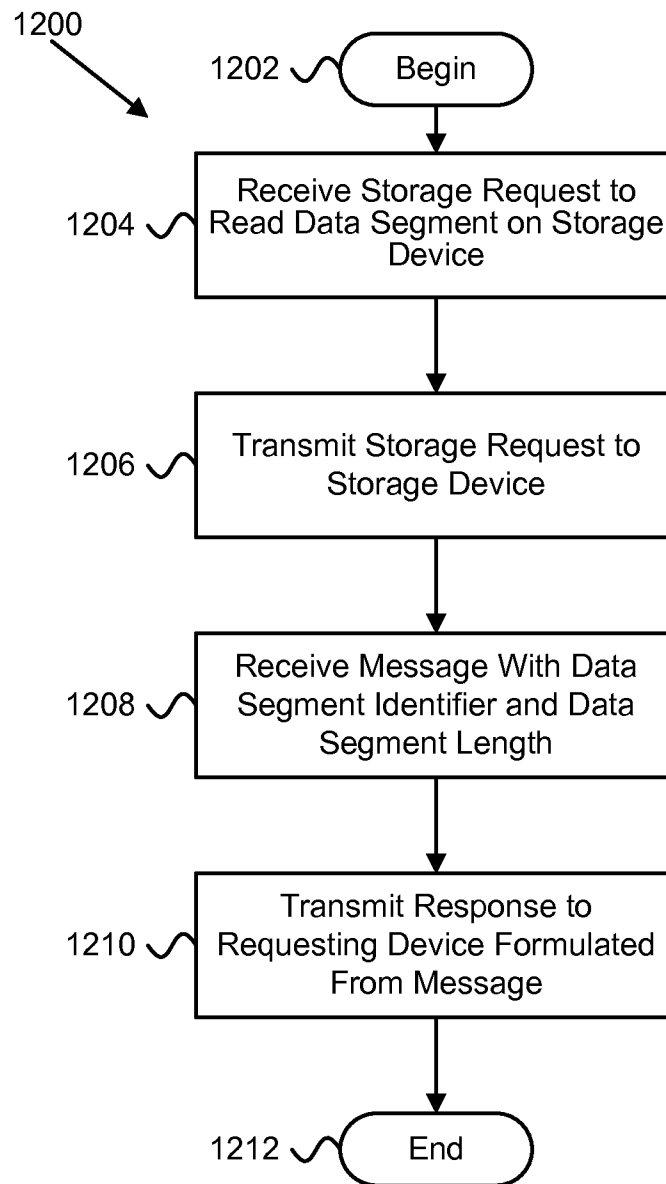 1200
1202
Begin
1204
Receive Storage Request to
Read Data Segment on Storage
Device
1206
Transmit Storage Request to
Storage Device
1208
Receive Message With Data
Segment Identifier and Data
Segment Length
1210
Transmit Response to
Requesting Device Formulated
From Message
1212
End